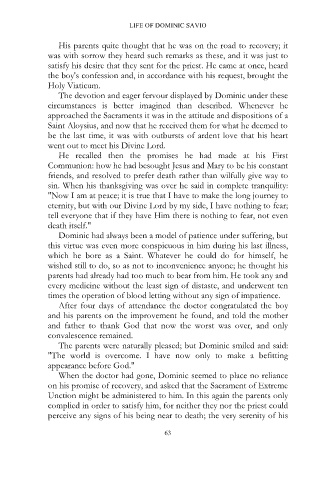 LIFE OF DOMINIC SAVIO
His parents quite thought that he was on the road to recovery; it
was with sorrow they heard such remarks as these, and it was just to
satisfy his desire that they sent for the priest. He came at once, heard
the boy's confession and, in accordance with his request, brought the
Holy Viaticum.
The devotion and eager fervour displayed by Dominic under these
circumstances is better imagined than described. Whenever he
approached the Sacraments it was in the attitude and dispositions of a
Saint Aloysius, and now that he received them for what he deemed to
be the last time, it was with outbursts of ardent love that his heart
went out to meet his Divine Lord.
He recalled then the promises he had made at his First
Communion: how he had besought Jesus and Mary to be his constant
friends, and resolved to prefer death rather than wilfully give way to
sin. When his thanksgiving was over he said in complete tranquility:
"Now I am at peace; it is true that I have to make the long journey to
eternity, but with our Divine Lord by my side, I have nothing to fear;
tell everyone that if they have Him there is nothing to fear, not even
death itself."
Dominic had always been a model of patience under suffering, but
this virtue was even more conspicuous in him during his last illness,
which he bore as a Saint. Whatever he could do for himself, he
wished still to do, so as not to inconvenience anyone; he thought his
parents had already had too much to bear from him. He took any and
every medicine without the least sign of distaste, and underwent ten
times the operation of blood letting without any sign of impatience.
After four days of attendance the doctor congratulated the boy
and his parents on the improvement he found, and told the mother
and father to thank God that now the worst was over, and only
convalescence remained.
The parents were naturally pleased; but Dominic smiled and said:
"The world is overcome. I have now only to make a befitting
appearance before God."
When the doctor had gone, Dominic seemed to place no reliance
on his promise of recovery, and asked that the Sacrament of Extreme
Unction might be administered to him. In this again the parents only
complied in order to satisfy him, for neither they nor the priest could
perceive any signs of his being near to death; the very serenity of his
63